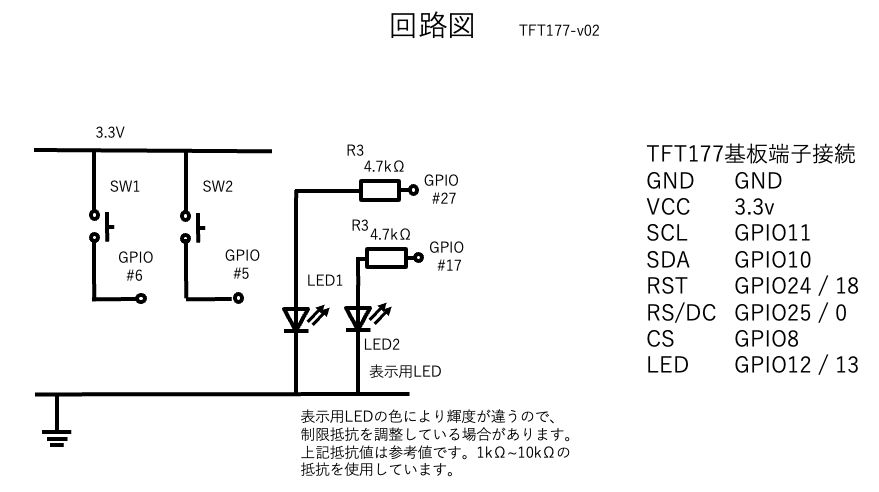 回路図 TFT177-v02
3.3V
SW1
SW2
GPIO
#6
GPIO
#5
R3
4.7kΩ
GPIO
#27
R3
4.7kΩ
GPIO
#17
LED1
LED2
表示用LED
表示用LEDの色により輝度が違うので、
制限抵抗を調整している場合があります。
上記抵抗値は参考値です。1kΩ~10kΩの
抵抗を使用しています。
TFT177基板端子接続
GND GND
VCC 3.3v
SCL GPIO11
SDA GPIO10
RST GPIO24 / 18
RS/DC GPIO25 / 0
CS GPIO8
LED GPIO12 / 13